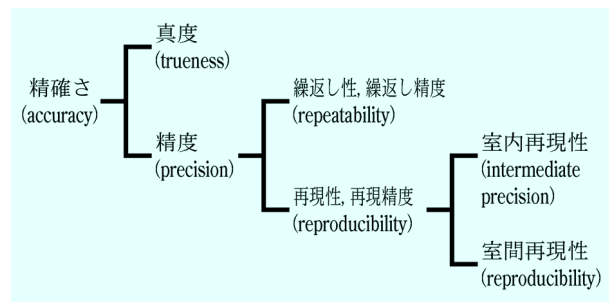 精確さ
(accuracy)
真度
(trueness)
精度
(precision)
繰返し性, 繰返し精度
(repeatability)
再現性, 再現精度
(reproducibility)
室内再現性
(intermediate
precision)
室間再現性
(reproducibility)